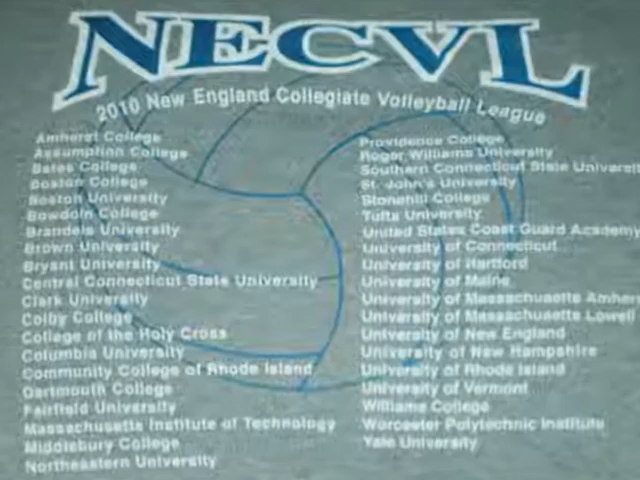 NECVL
2010 New England Collegiate Volleyball League
Amherst College
Assumption College
Bates College
Boston College
Boston University
Bowdoin College
Brandeis University
Brown University
Bryant University
Central Connecticut State University
Clark University
Colby College
College of the Holy Cross
Columbia University
Community College of Rhode Island
Dartmouth College
Fairfield University
Massachusetts Institute of Technology
Middlebury College
Northeastern University
Providence College
Roger Williams University
Southern Connecticut State Universit
St. John's University
Stonehill College
Tufts University
United States Coast Guard Academy
University of Connecticut
University of Hartford
University of Maine
University of Massachusetts Amher
University of Massachusetts Lowell
University of New England
University of New Hampshire
University of Rhode Island
University of Vermont
Williams College
Worcester Polytechnic Institute
Yale University